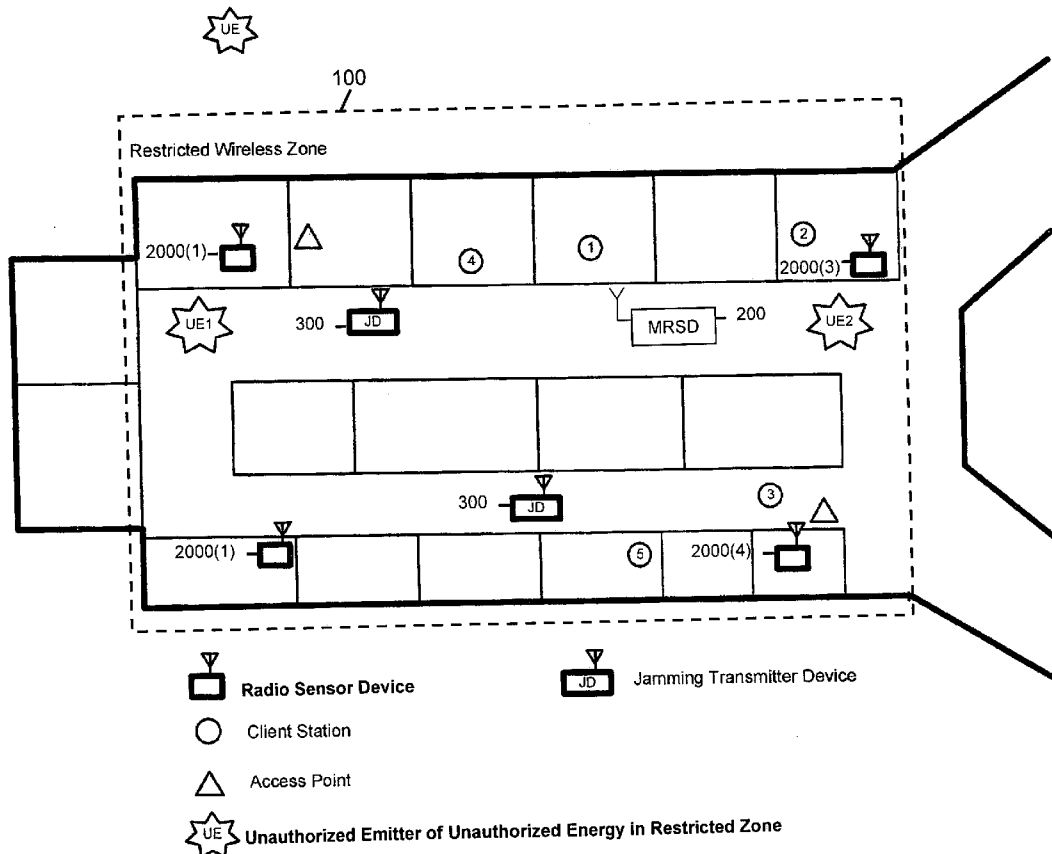 UE
100
Restricted Wireless Zone
2000(1)
4
1
2
2000(3)
UE1
300
JD
MRSD
200
UE2
300
JD
3
2000(1)
5
2000(4)
Radio Sensor Device
JD
Jamming Transmitter Device
Client Station
Access Point
UE
Unauthorized Emitter of Unauthorized Energy in Restricted Zone